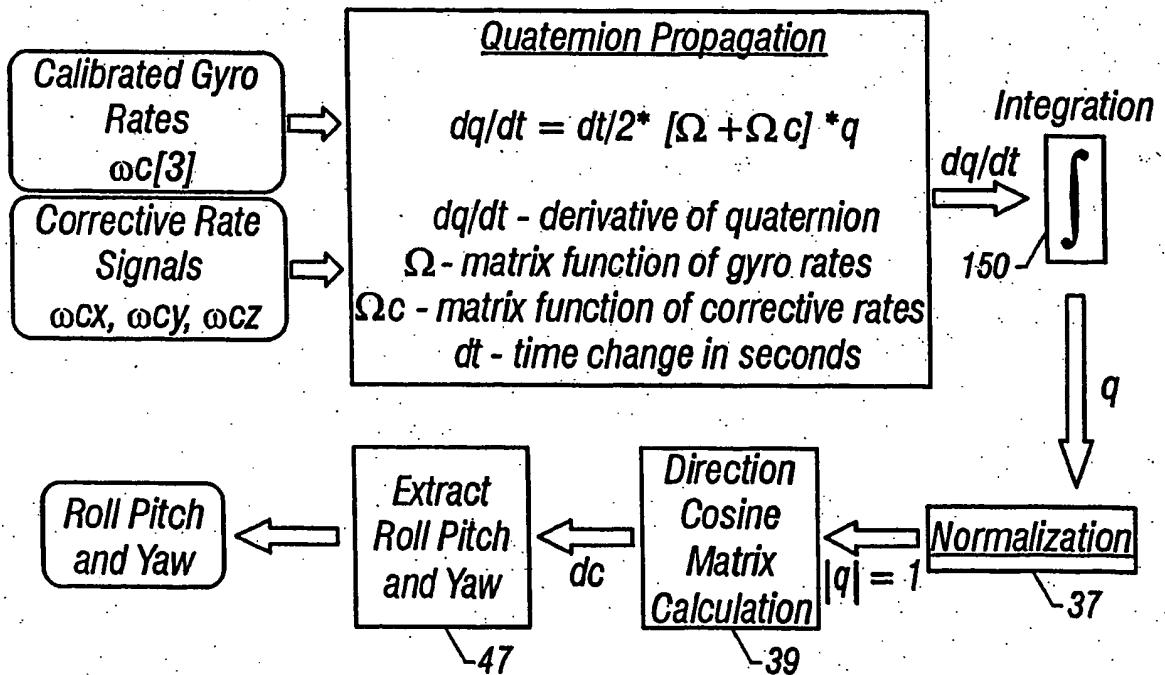 Calibrated Gyro
Rates
ωc[3]
Corrective Rate
Signals
ωcx, ωcy, ωcz
Quaternion Propagation
dq/dt = dt/2* [Ω +Ω c] *q
dq/dt - derivative of quaternion
Ω - matrix function of gyro rates
Ωc - matrix function of corrective rates
dt - time change in seconds
dq/dt
Integration
∫
150
q
Normalization
37
|q| = 1
Direction
Cosine
Matrix
Calculation
39
dc
Extract
Roll Pitch
and Yaw
47
Roll Pitch
and Yaw